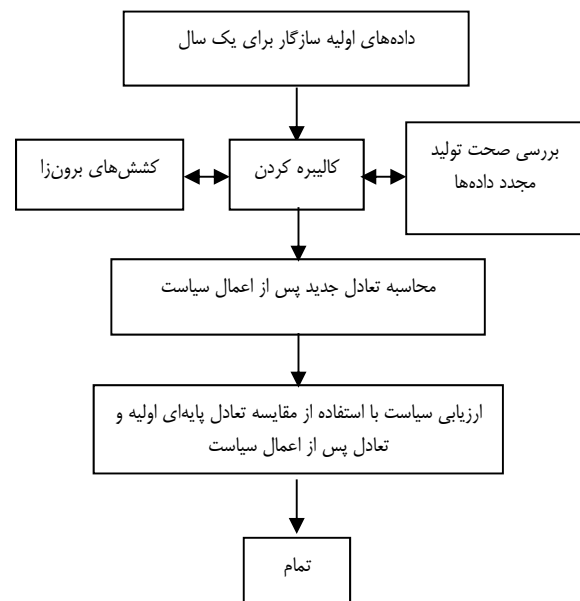 داده‌های اولیه سازگار برای یک سال
بررسی صحت تولید
مجدد داده‌ها
کالیبره کردن
کشش‌های برون‌زا
محاسبه تعادل جدید پس از اعمال سیاست
ارزیابی سیاست با استفاده از مقایسه تعادل پایه‌ای اولیه و
تعادل پس از اعمال سیاست
تمام